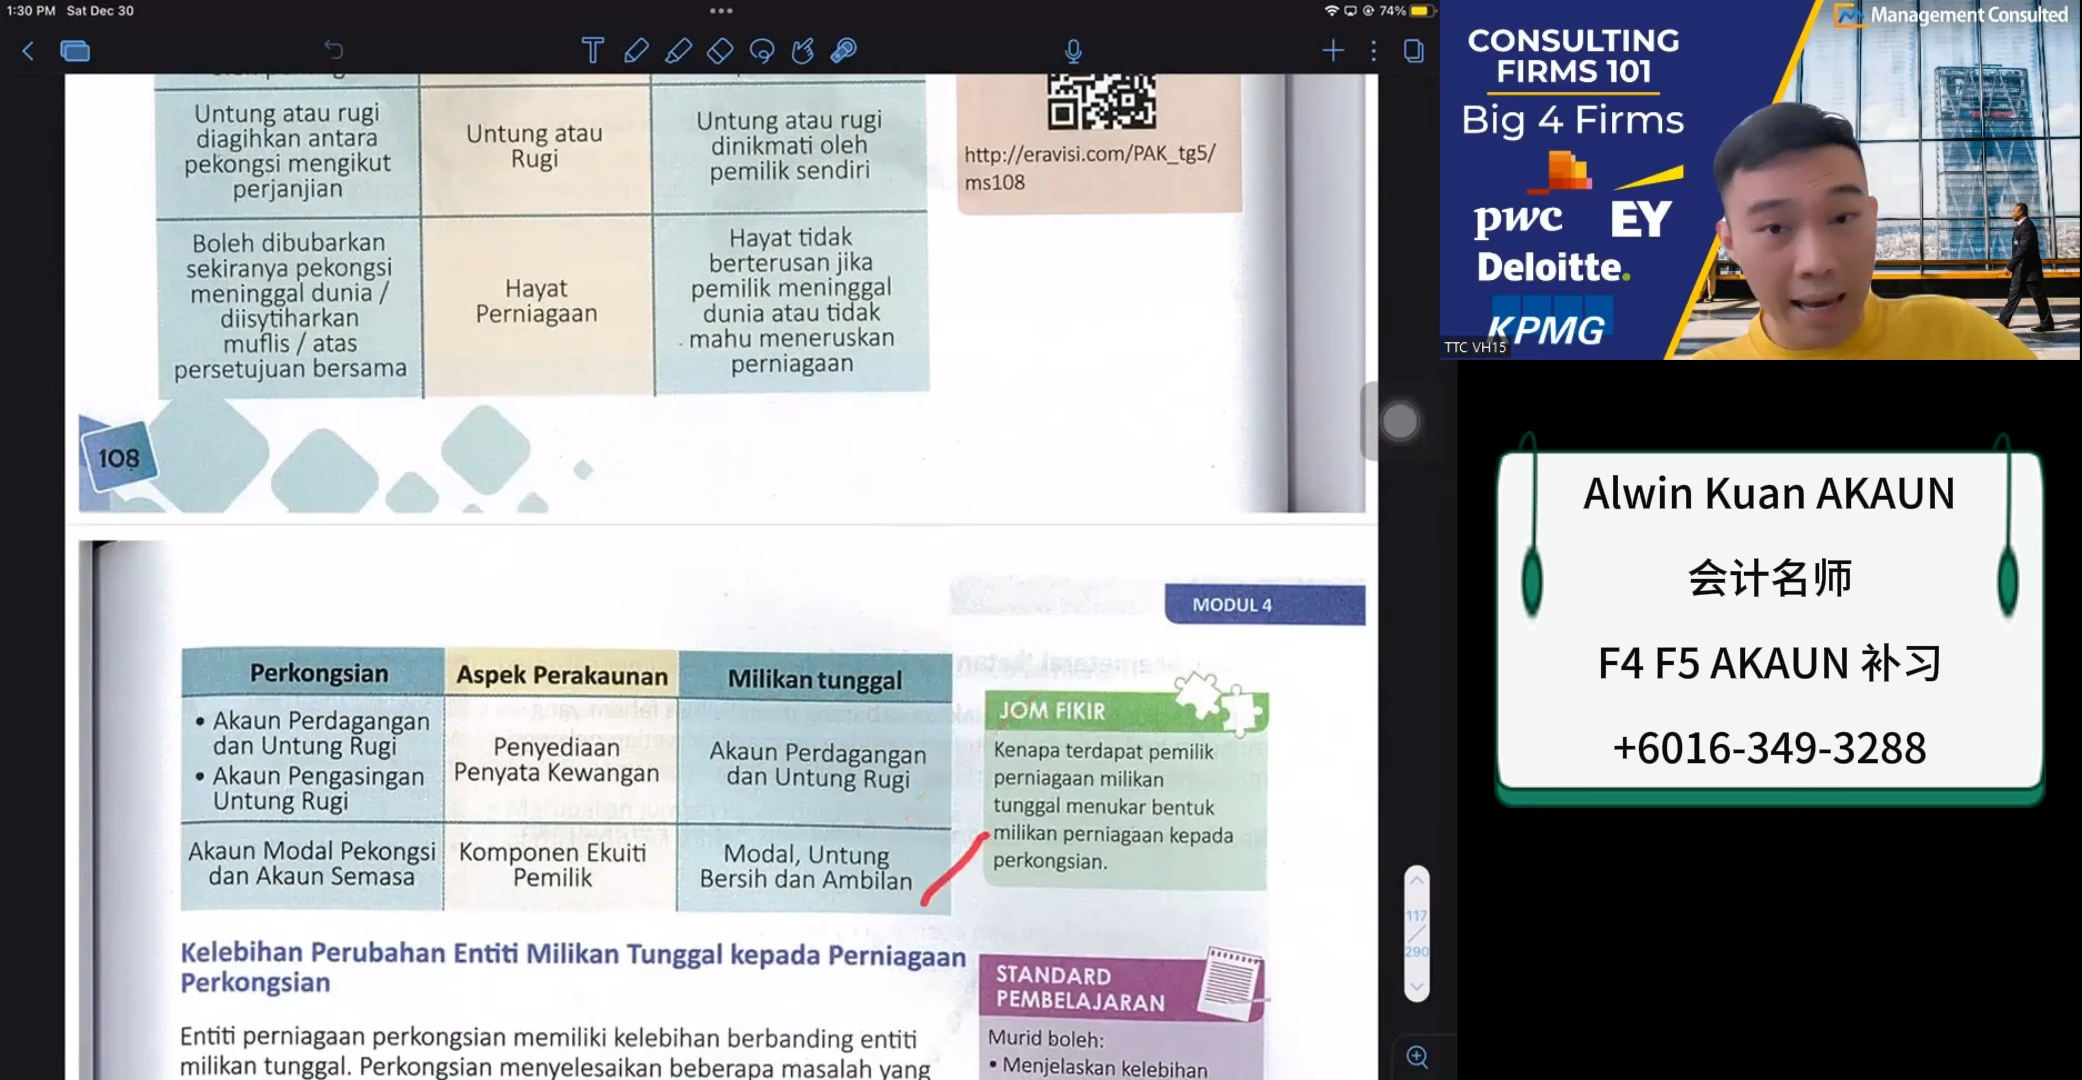 1:30 PM Sat Dec 30
74%
Untung atau rugi
diagihkan antara
pekongsi mengikut
perjanjian
Untung atau
Rugi
Untung atau rugi
dinikmati oleh
pemilik sendiri
http://eravisi.com/PAK_tg5/
ms108
Boleh dibubarkan
sekiranya pekongsi
meninggal dunia /
diisytiharkan
muflis / atas
persetujuan bersama
Hayat
Perniagaan
Hayat tidak
berterusan jika
pemilik meninggal
dunia atau tidak
mahu meneruskan
perniagaan
108
MODUL 4
Perkongsian
Aspek Perakaunan
Milikan tunggal
• Akaun Perdagangan
dan Untung Rugi
• Akaun Pengasingan
Untung Rugi
Penyediaan
Penyata Kewangan
Akaun Perdagangan
dan Untung Rugi
Akaun Modal Pekongsi
dan Akaun Semasa
Komponen Ekuiti
Pemilik
Modal, Untung
Bersih dan Ambilan
JOM FIKIR
Kenapa terdapat pemilik
perniagaan milikan
tunggal menukar bentuk
milikan perniagaan kepada
perkongsian.
Kelebihan Perubahan Entiti Milikan Tunggal kepada Perniagaan
Perkongsian
Entiti perniagaan perkongsian memiliki kelebihan berbanding entiti
milikan tunggal. Perkongsian menyelesaikan beberapa masalah yang
STANDARD
PEMBELAJARAN
Murid boleh:
• Menjelaskan kelebihan
117
290
Management Consulted
CONSULTING
FIRMS 101
Big 4 Firms
pwc
EY
Deloitte.
KPMG
TTC VH15
Alwin Kuan AKAUN
会计名师
F4 F5 AKAUN 补习
+6016-349-3288